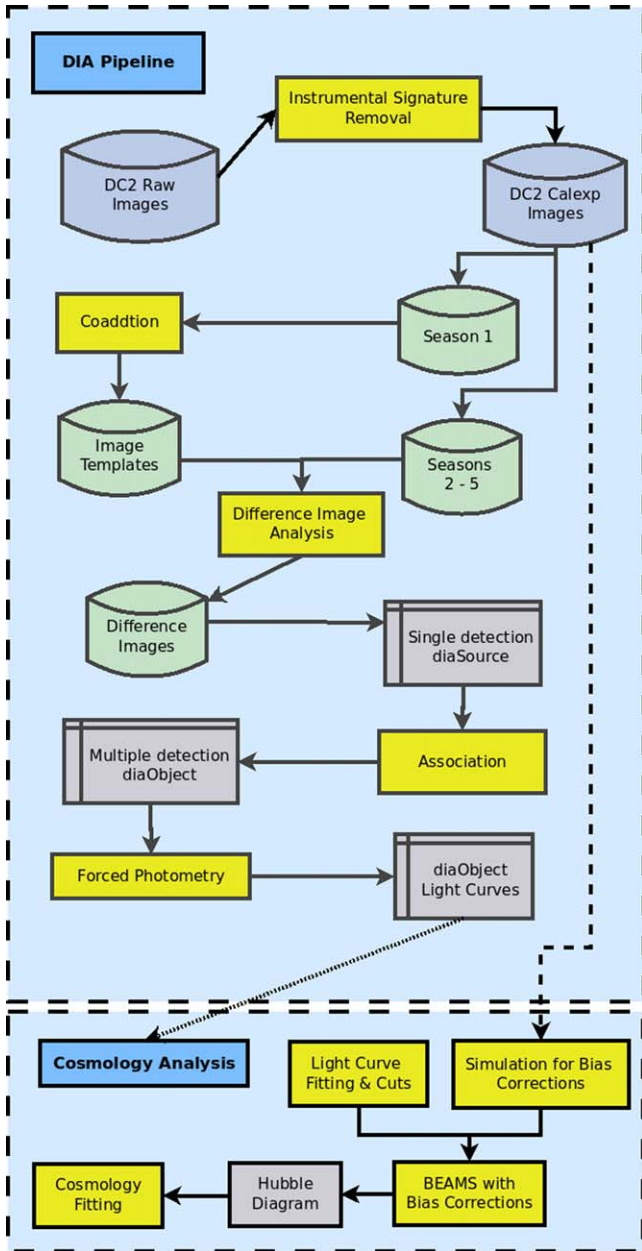 DIA Pipeline
Instrumental Signature
Removal
DC2 Raw
Images
DC2 Calexp
Images
Coaddtion
Season 1
Image
Templates
Seasons
2 - 5
Difference Image
Analysis
Difference
Images
Single detection
diaSource
Multiple detection
diaObject
Association
Forced Photometry
diaObject
Light Curves
Cosmology Analysis
Light Curve
Fitting & Cuts
Simulation for Bias
Corrections
Cosmology
Fitting
Hubble
Diagram
BEAMS with
Bias Corrections